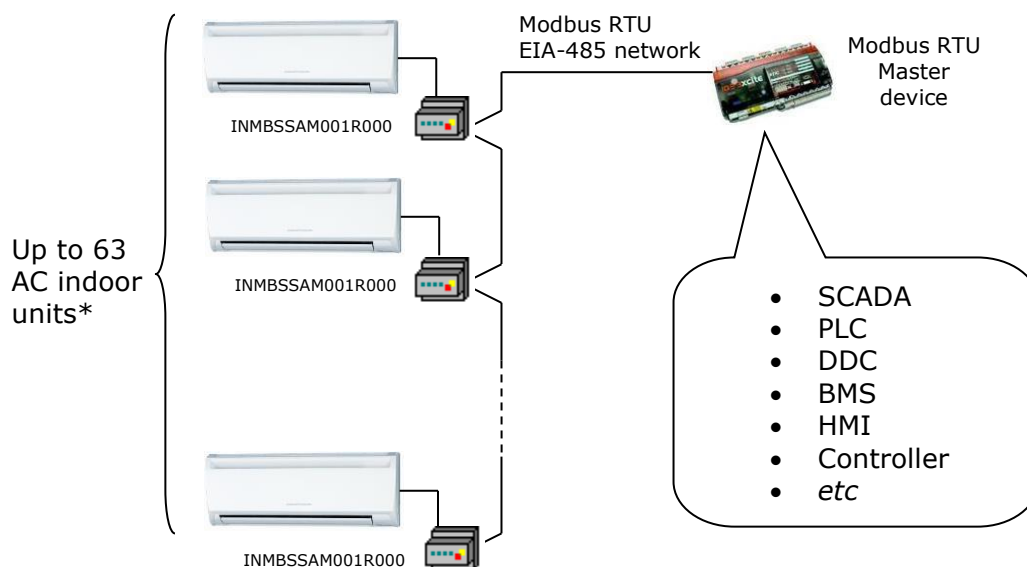 Modbus RTU
EIA-485 network
Modbus RTU
Master
device
INMBSSAM001R000
INMBSSAM001R000
Up to 63
AC indoor
units*
• SCADA
• PLC
• DDC
• BMS
• HMI
• Controller
• etc
INMBSSAM001R000